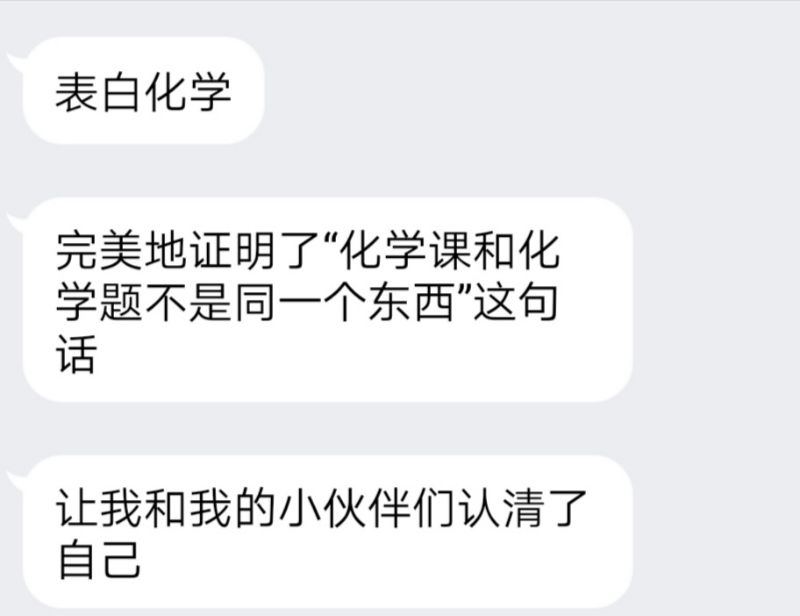 表白化学
完美地证明了“化学课和化
学题不是同一个东西”这句
话
让我和我的小伙伴们认清了
自己